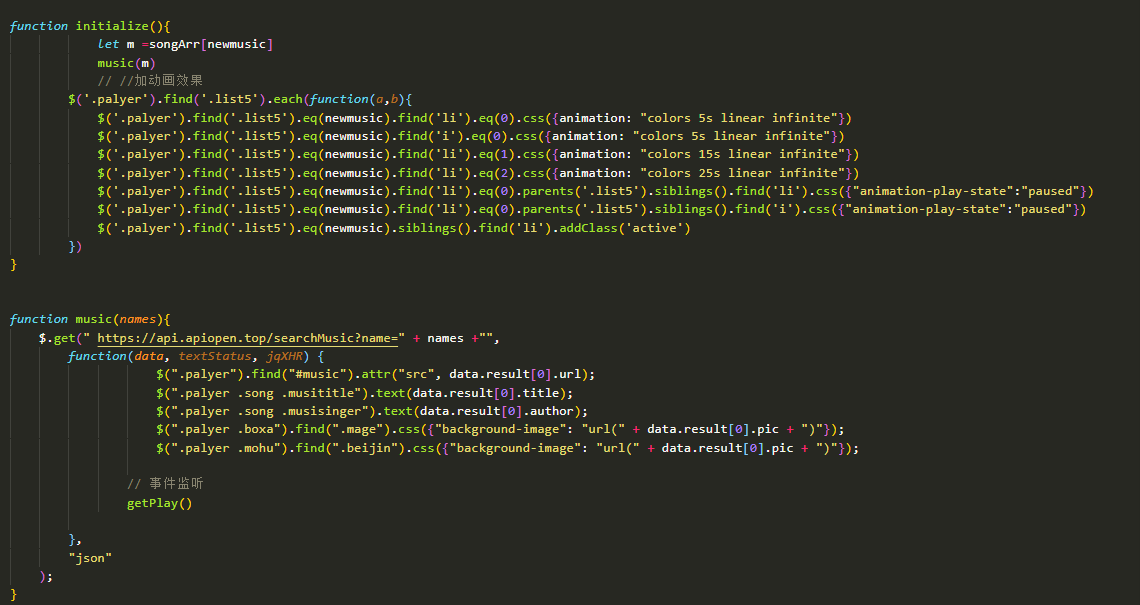 function initialize(){
let m =songArr[newmusic]
music(m)
// //加动画效果
$('.palyer').find('.list5').each(function(a,b){
$('.palyer').find('.list5').eq(newmusic).find('li').eq(0).css({animation: "colors 5s linear infinite"})
$('.palyer').find('.list5').eq(newmusic).find('i').eq(0).css({animation: "colors 5s linear infinite"})
$('.palyer').find('.list5').eq(newmusic).find('li').eq(1).css({animation: "colors 15s linear infinite"})
$('.palyer').find('.list5').eq(newmusic).find('li').eq(2).css({animation: "colors 25s linear infinite"})
$('.palyer').find('.list5').eq(newmusic).find('li').eq(0).parents('.list5').siblings().find('li').css({"animation-play-state":"paused"})
$('.palyer').find('.list5').eq(newmusic).find('li').eq(0).parents('.list5').siblings().find('i').css({"animation-play-state":"paused"})
$('.palyer').find('.list5').eq(newmusic).siblings().find('li').addClass('active')
})
}
function music(names){
$.get(" https://api.apiopen.top/searchMusic?name=" + names +"",
function(data, textStatus, jqXHR) {
$(".palyer").find("#music").attr("src", data.result[0].url);
$(".palyer .song .musititle").text(data.result[0].title);
$(".palyer .song .musisinger").text(data.result[0].author);
$(".palyer .boxa").find(".mage").css({"background-image": "url(" + data.result[0].pic + ")"});
$(".palyer .mohu").find(".beijin").css({"background-image": "url(" + data.result[0].pic + ")"});
// 事件监听
getPlay()
},
"json"
);
}